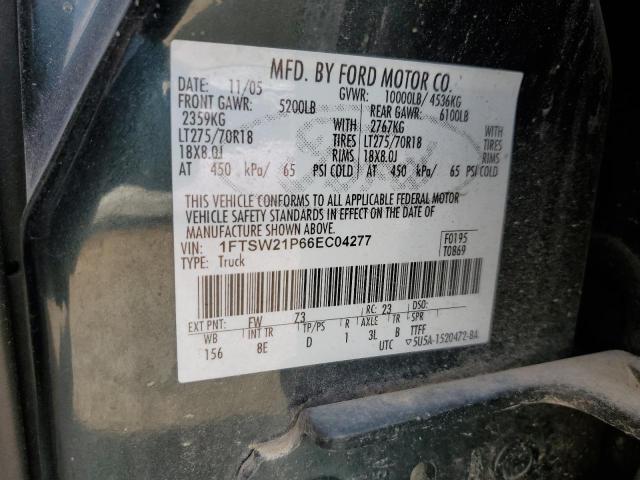 MFD. BY FORD MOTOR CO.
DATE: 11/05 GVWR: 10000LB/ 4536KG
FRONT GAWR: 5200LB REAR GAWR: 6100LB
2359KG WITH 2767KG WITH
LT275/70R18 TIRES LT275/70R18 TIRES
18X8.0J RIMS 18X8.0J RIMS
AT 450 kPa/ 65 PSI COLD AT 450 kPa/ 65 PSI COLD
THIS VEHICLE CONFORMS TO ALL APPLICABLE FEDERAL MOTOR
VEHICLE SAFETY STANDARDS IN EFFECT ON THE DATE OF
MANUFACTURE SHOWN ABOVE.
VIN: 1FTSW21P66EC04277 F0195
TYPE: Truck T0869
EXT PNT: FW Z3 RC: 23 DSO:
WB INT TR TP/PS R AXLE TR SPR
156 8E D 1 3L B TTFF
UTC ▽5U5A-1520472-BA